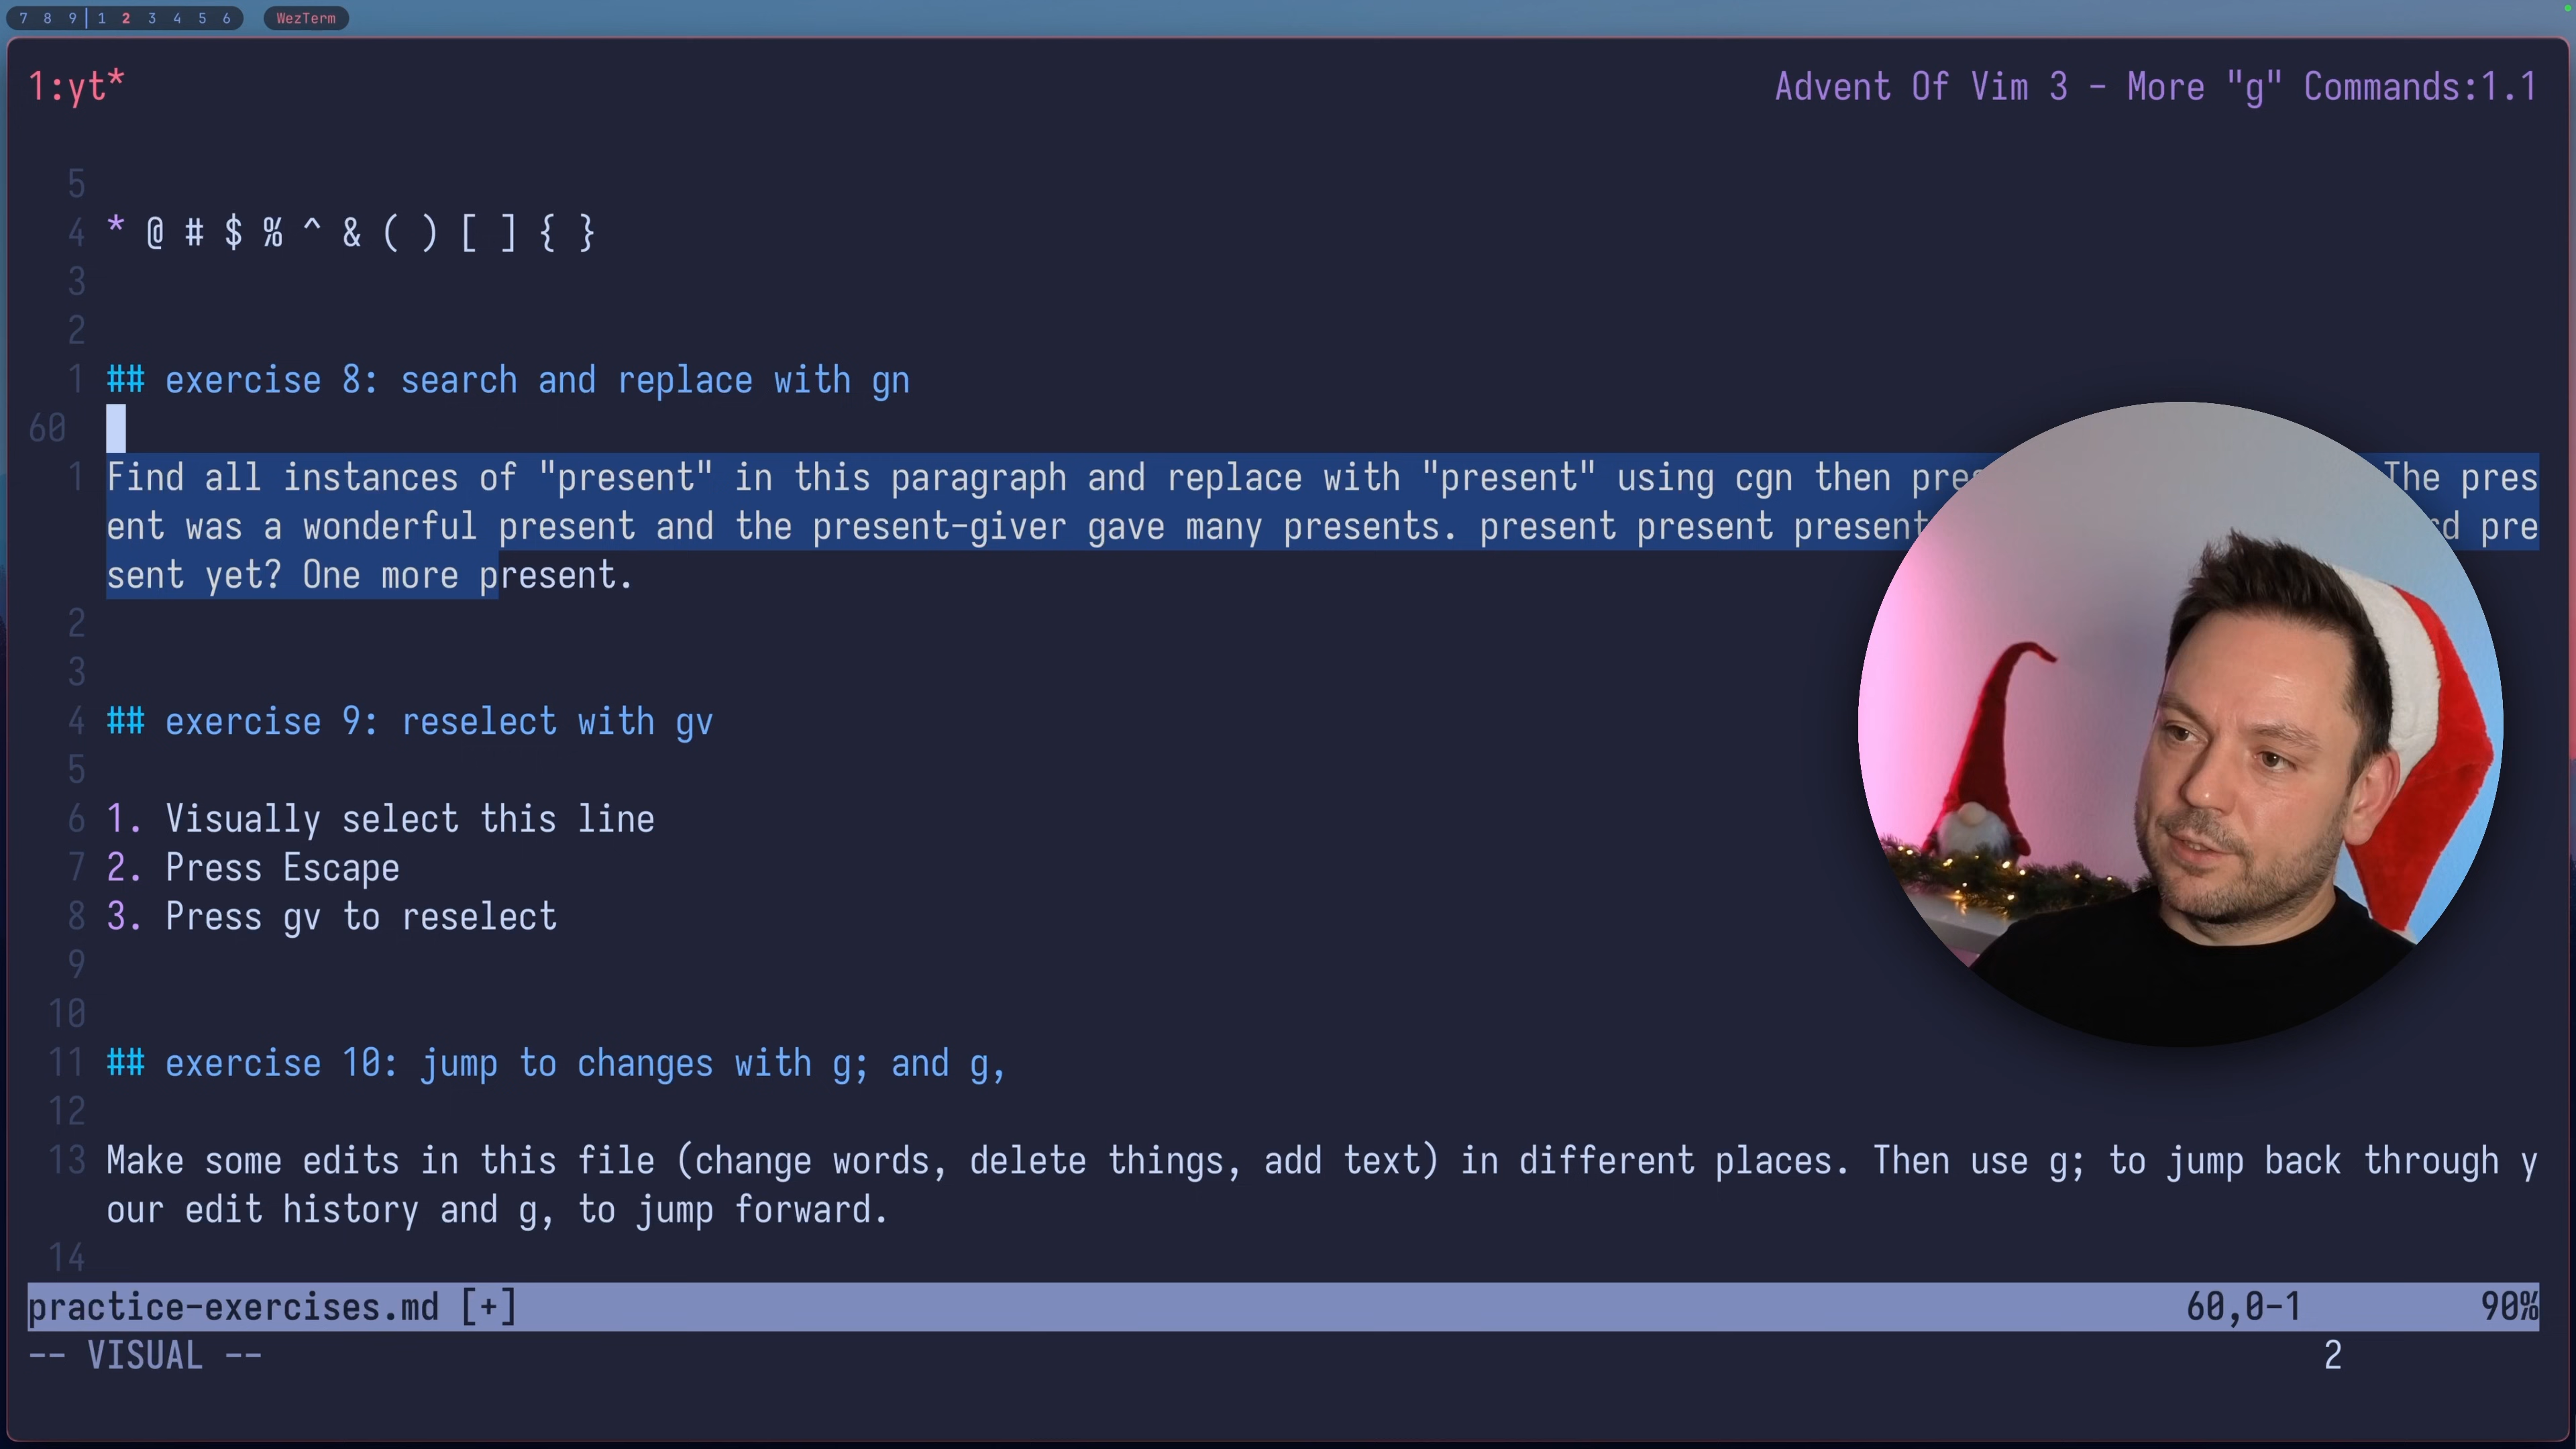 7 8 9 1 2 3 4 5 6 WezTerm
1:yt* Advent Of Vim 3 - More "g" Commands:1.1
5
4 * @ # $ % ^ & ( ) [ ] { }
3
2
1 ## exercise 8: search and replace with gn
60
1 Find all instances of "present" in this paragraph and replace with "present" using cgn then The pres
ent was a wonderful present and the present-giver gave many presents. present present present pre
sent yet? One more present.
2
3
4 ## exercise 9: reselect with gv
5
6 1. Visually select this line
7 2. Press Escape
8 3. Press gv to reselect
9
10
11 ## exercise 10: jump to changes with g; and g,
12
13 Make some edits in this file (change words, delete things, add text) in different places. Then use g; to jump back through y
our edit history and g, to jump forward.
14
practice-exercises.md [+] 60,0-1 90%
-- VISUAL -- 2